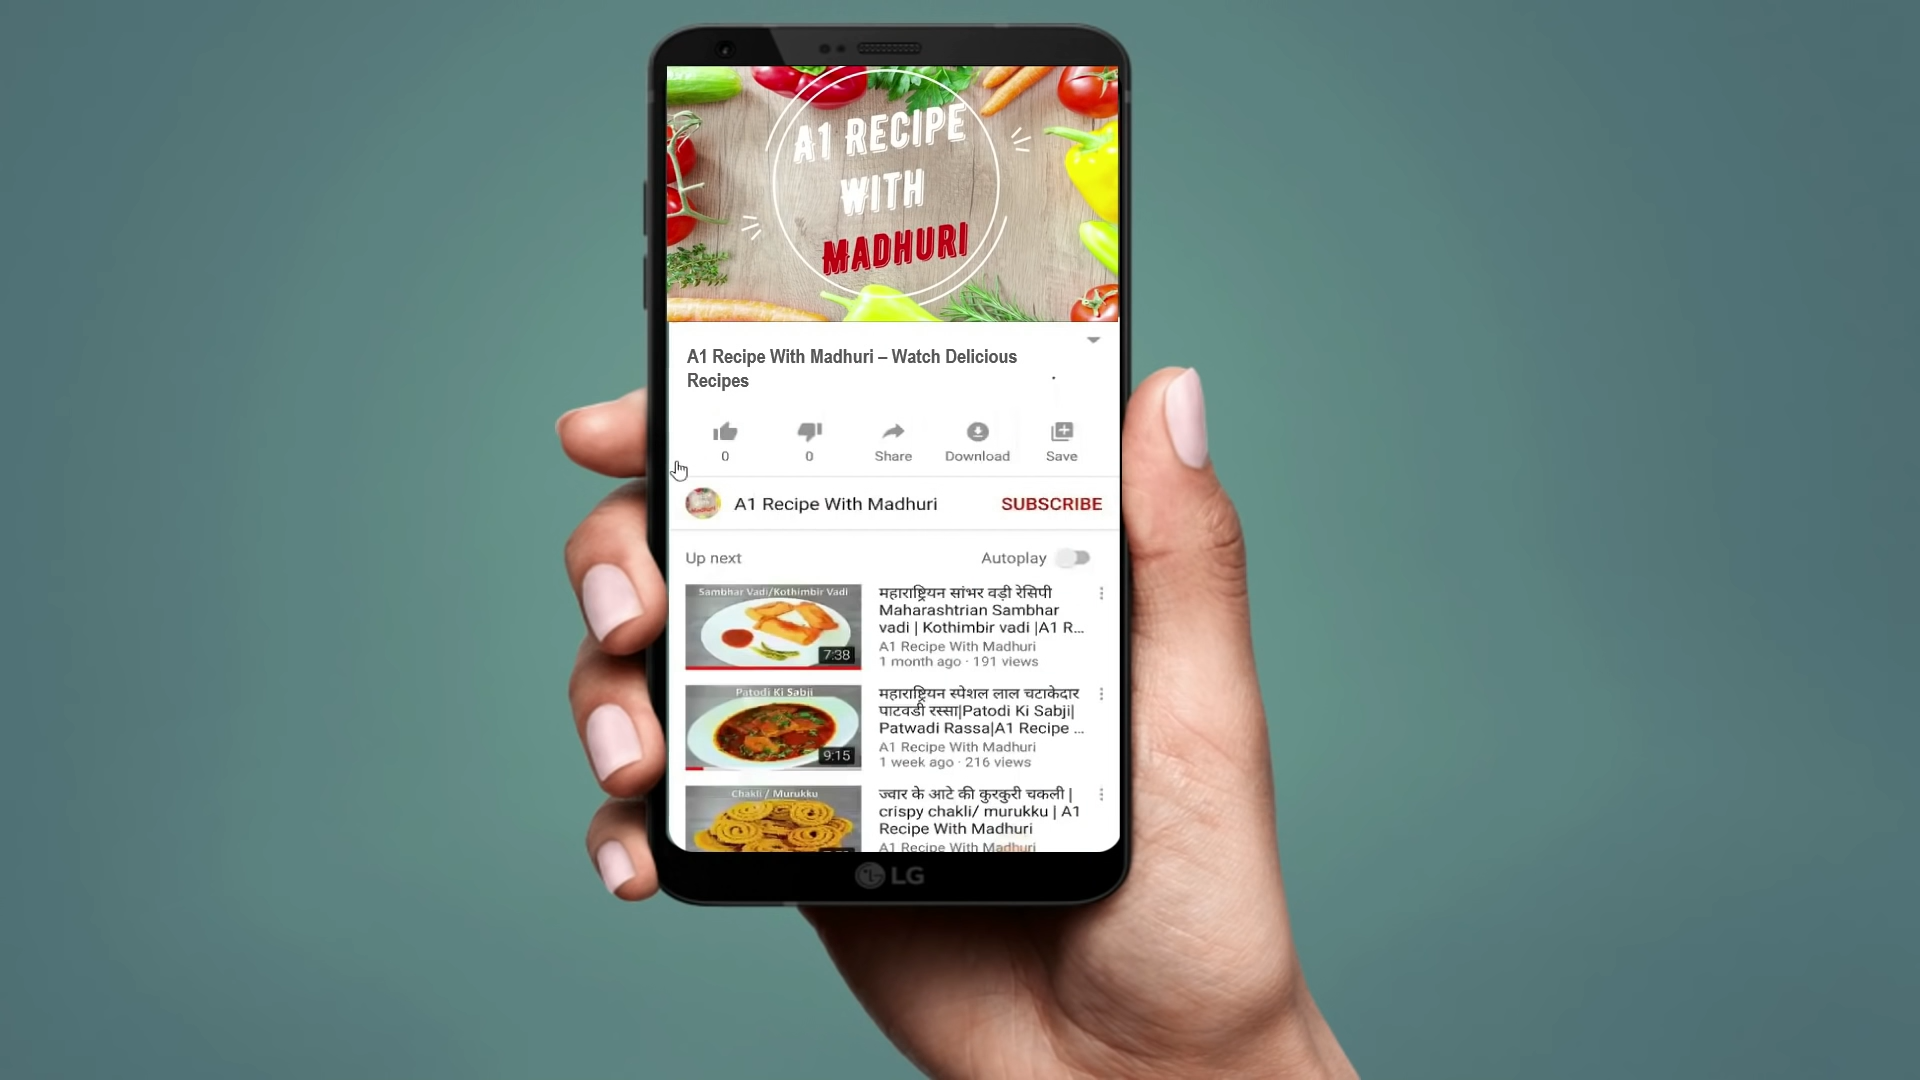 A1 RECIPE
WITH
MADHURI
A1 Recipe With Madhuri – Watch Delicious
Recipes
0
0
Share
Download
Save
A1 Recipe With Madhuri
SUBSCRIBE
Up next
Autoplay
Sambhar Vadi/Kothimbir Vadi
7:38
महाराष्ट्रियन सांभर वड़ी रेसिपी
Maharashtrian Sambhar
vadi | Kothimbir vadi |A1 R...
A1 Recipe With Madhuri
1 month ago · 191 views
Patodi Ki Sabji
9:15
महाराष्ट्रियन स्पेशल लाल चटाकेदार
पाटवडी रस्सा|Patodi Ki Sabji|
Patwadi Rassa|A1 Recipe ...
A1 Recipe With Madhuri
1 week ago · 216 views
Chakli / Murukku
ज्वार के आटे की कुरकुरी चकली |
crispy chakli/ murukku | A1
Recipe With Madhuri
A1 Recipe With Madhuri
LG